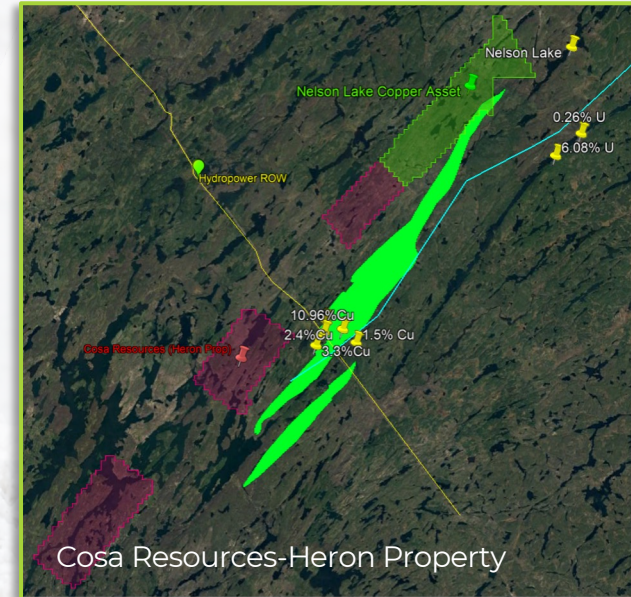 Nelson Lake
Nelson Lake Copper Asset
0.26% U
6.08% U
Hydropower ROW
10.96%Cu
2.4%Cu
1.5% Cu
3.3%Cu
Cosa Resources (Heron Prop)
Cosa Resources-Heron Property